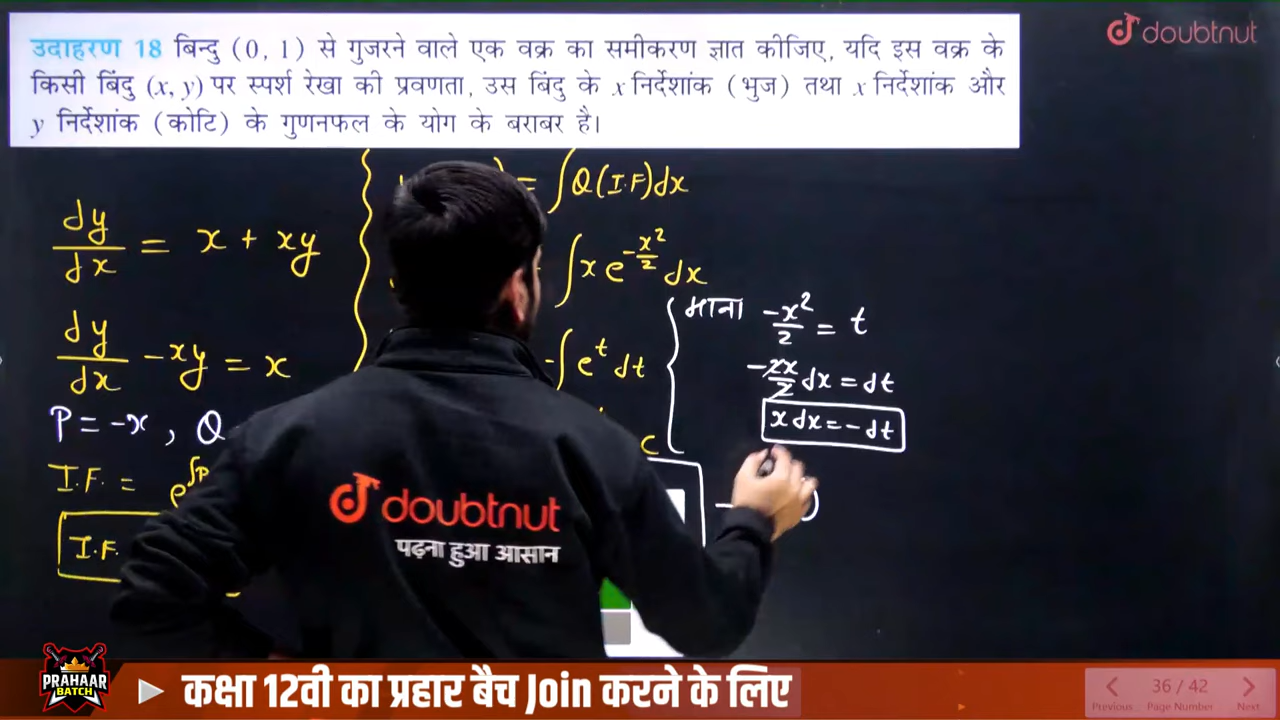 उदाहरण 18 बिन्दु (0, 1) से गुजरने वाले एक वक्र का समीकरण ज्ञात कीजिए, यदि इस वक्र के
किसी बिंदु (x, y) पर स्पर्श रेखा की प्रवणता, उस बिंदु के x निर्देशांक (भुज) तथा x निर्देशांक और
y निर्देशांक (कोटि) के गुणनफल के योग के बराबर है।
doubtnut
dy/dx = x + xy
dy/dx - xy = x
P = -x , Q
I.F. = e^∫P
I.F.
= ∫Q(I.F)dx
∫x e^(-x²/2) dx
-∫e^t dt
C
माना -x²/2 = t
-2x/2 dx = dt
x dx = -dt
doubtnut
पढ़ना हुआ आसान
PRAHAAR
BATCH
कक्षा 12वी का प्रहार बैच Join करने के लिए
36 / 42
Previous Page Number Next